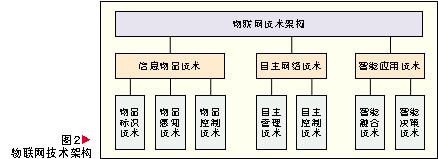 物联网技术架构
信息物品技术
自主网络技术
智能应用技术
物品
标识
技术
物品
感知
技术
物品
控制
技术
自主
管理
技术
自主
控制
技术
智能
融合
技术
智能
决策
技术
图2
物联网技术架构